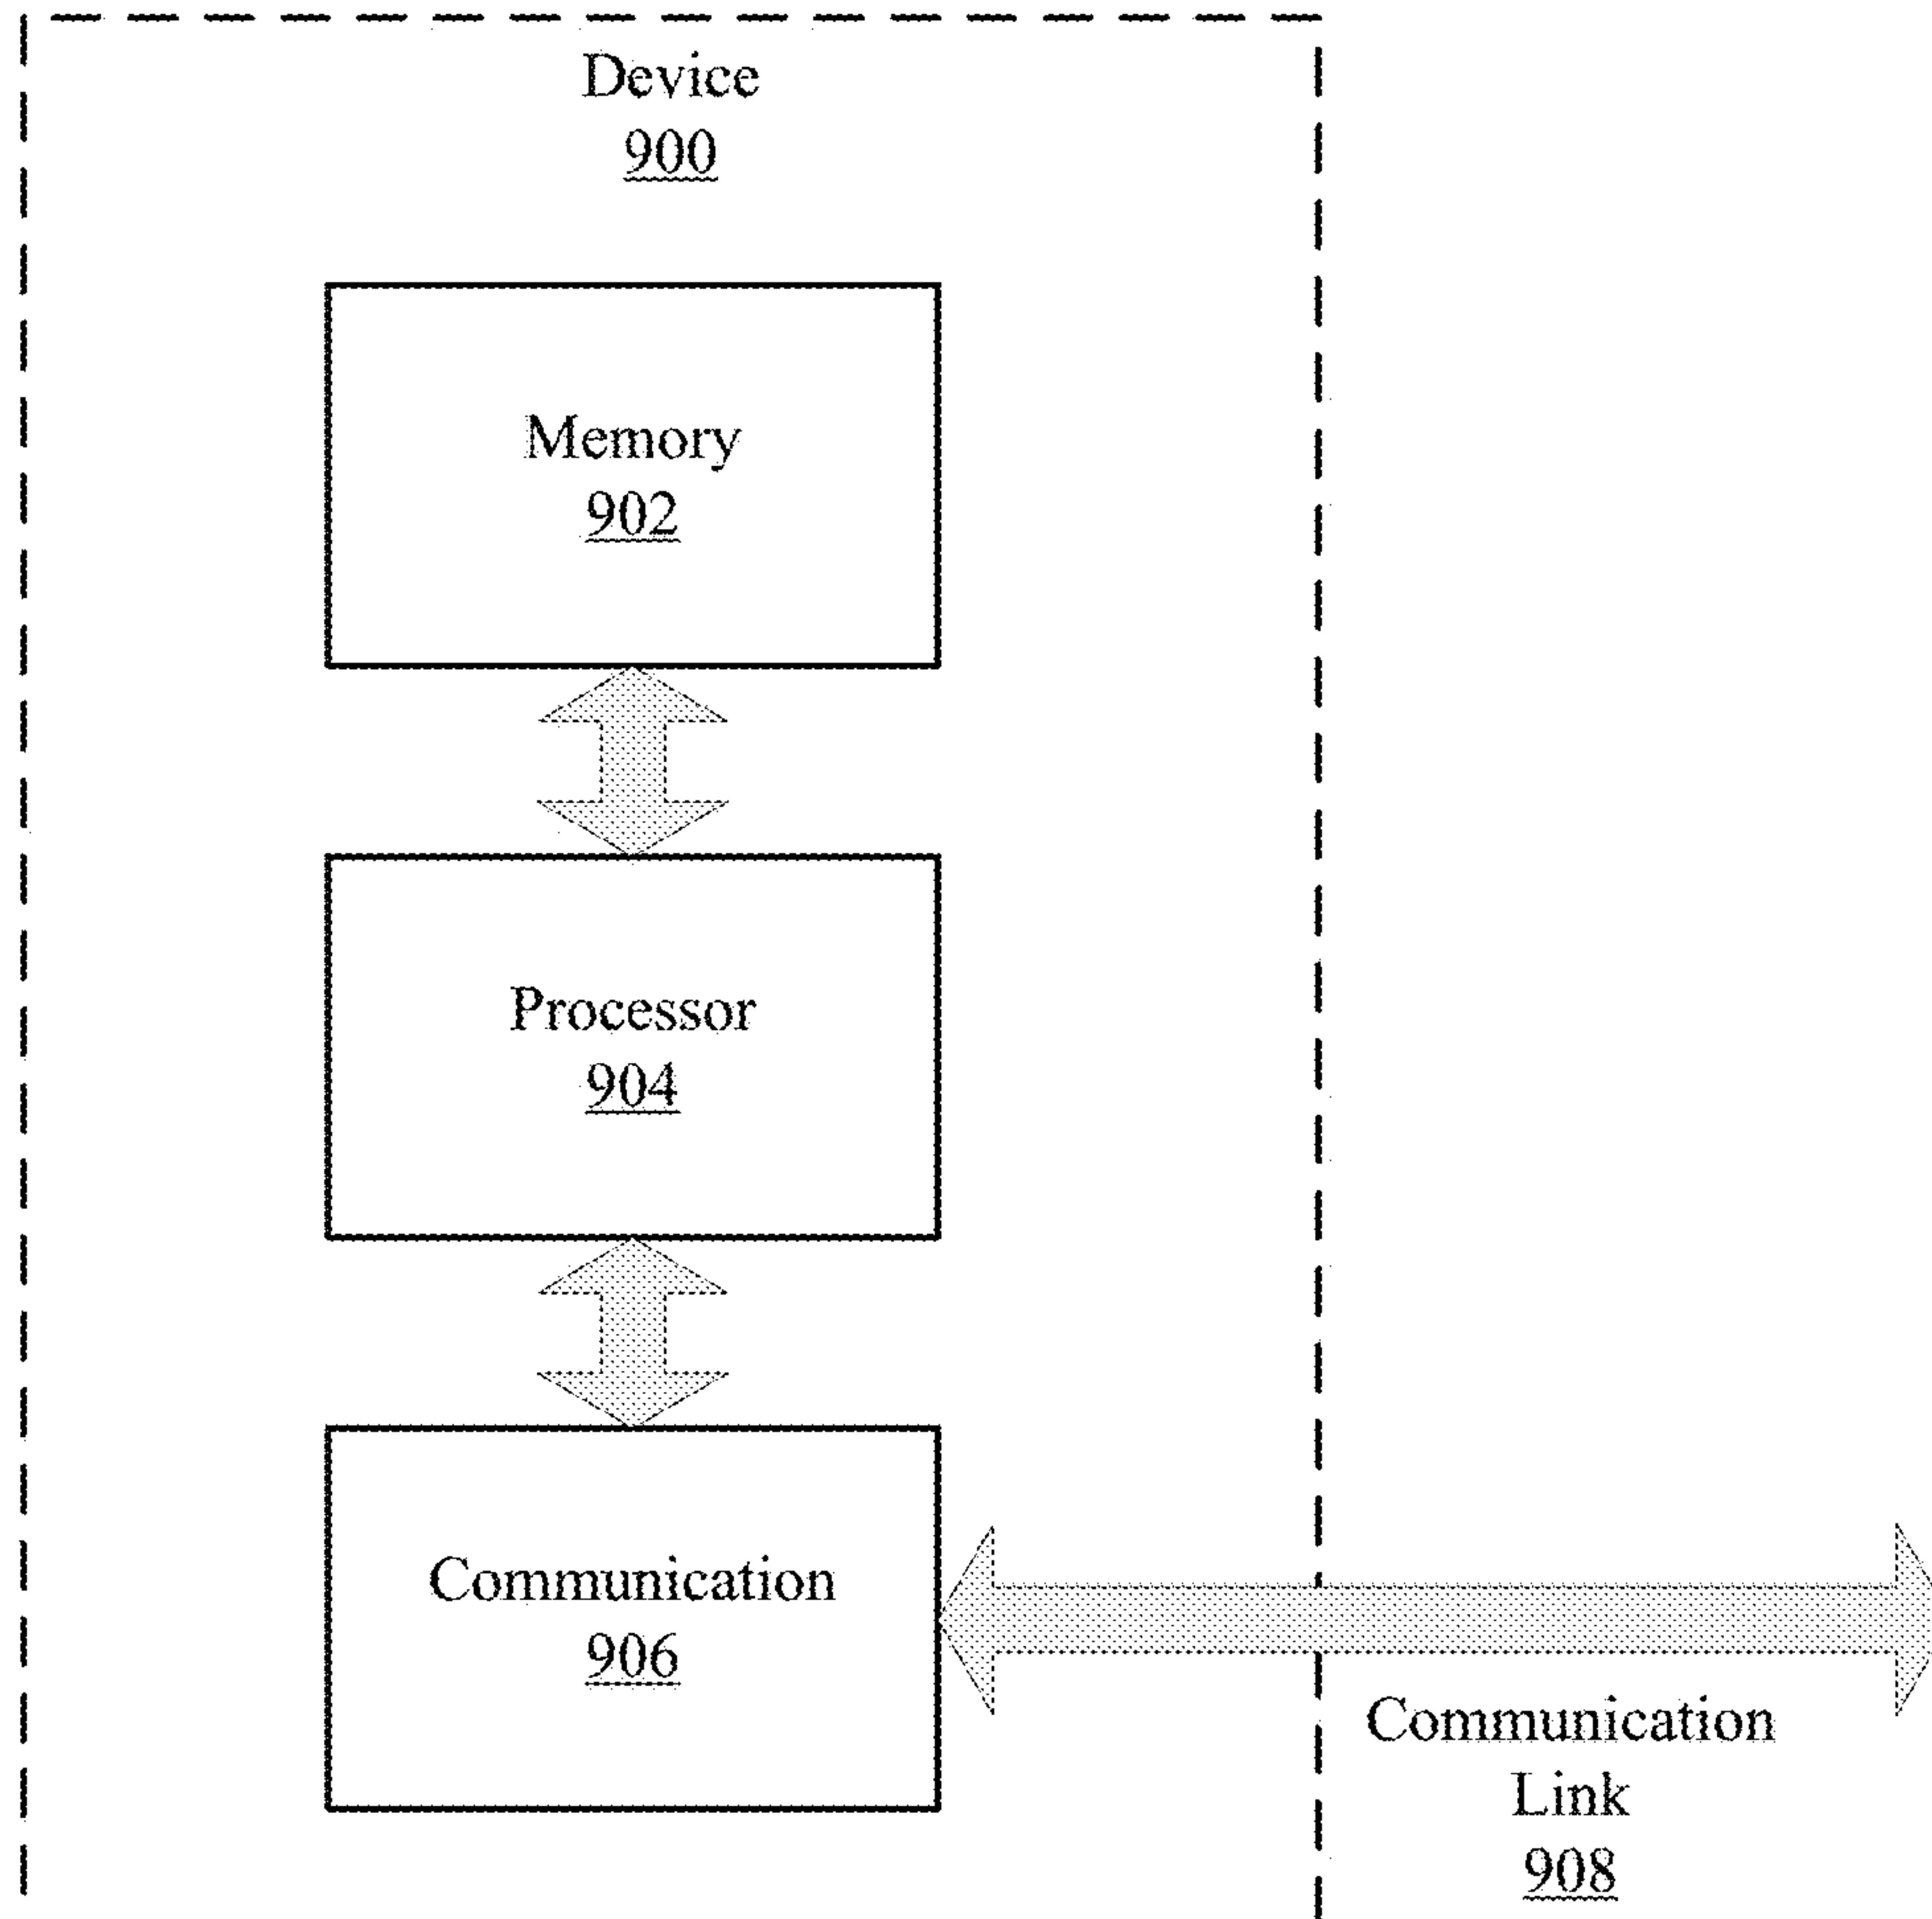 Device
900
Memory
902
Processor
904
Communication
906
Communication
Link
908